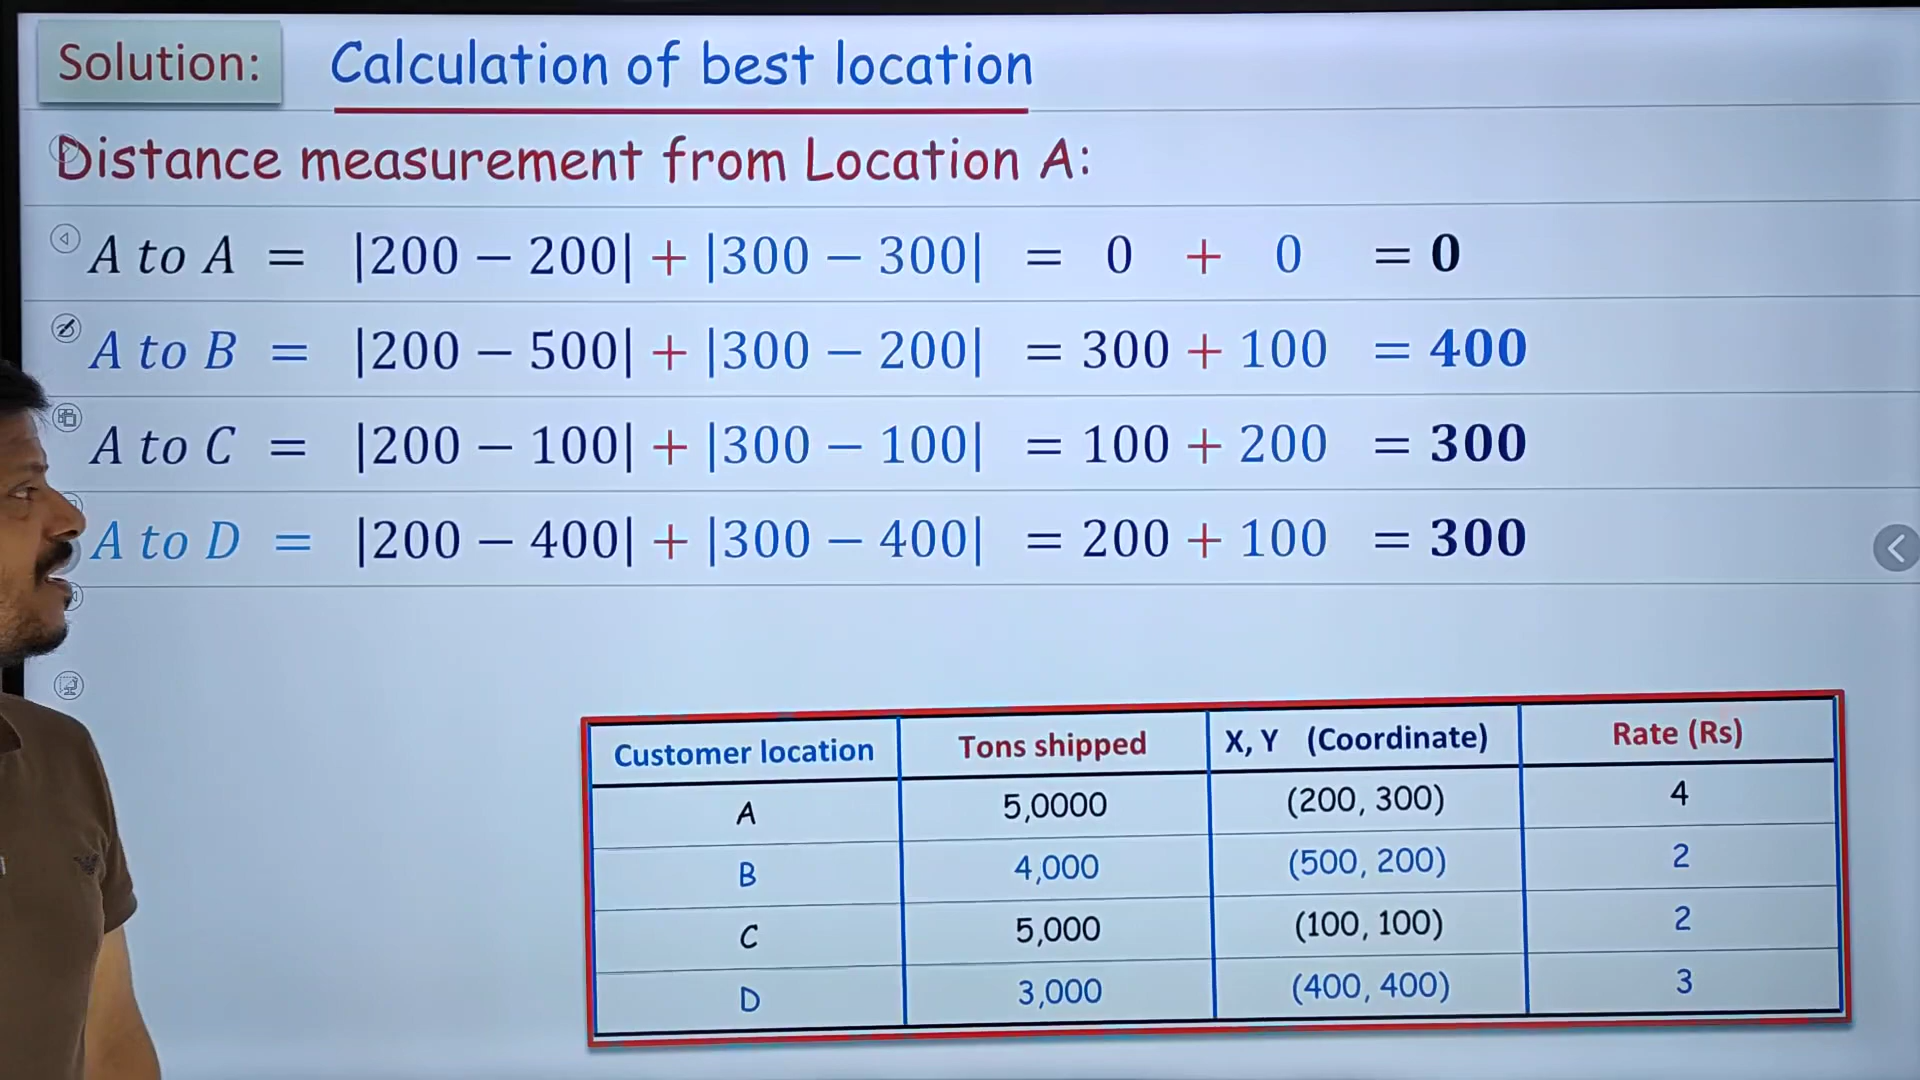 Solution: Calculation of best location
Distance measurement from Location A:
A to A = |200 − 200| + |300 − 300| = 0 + 0 = 0
A to B = |200 − 500| + |300 − 200| = 300 + 100 = 400
A to C = |200 − 100| + |300 − 100| = 100 + 200 = 300
A to D = |200 − 400| + |300 − 400| = 200 + 100 = 300
Customer location Tons shipped X, Y (Coordinate) Rate (Rs)
A 5,0000 (200, 300) 4
B 4,000 (500, 200) 2
C 5,000 (100, 100) 2
D 3,000 (400, 400) 3